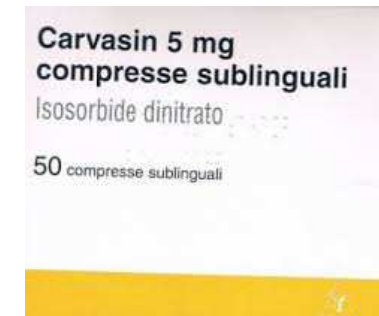 Carvasin 5 mg
compresse sublinguali
Isosorbide dinitrato
50 compresse sublinguali